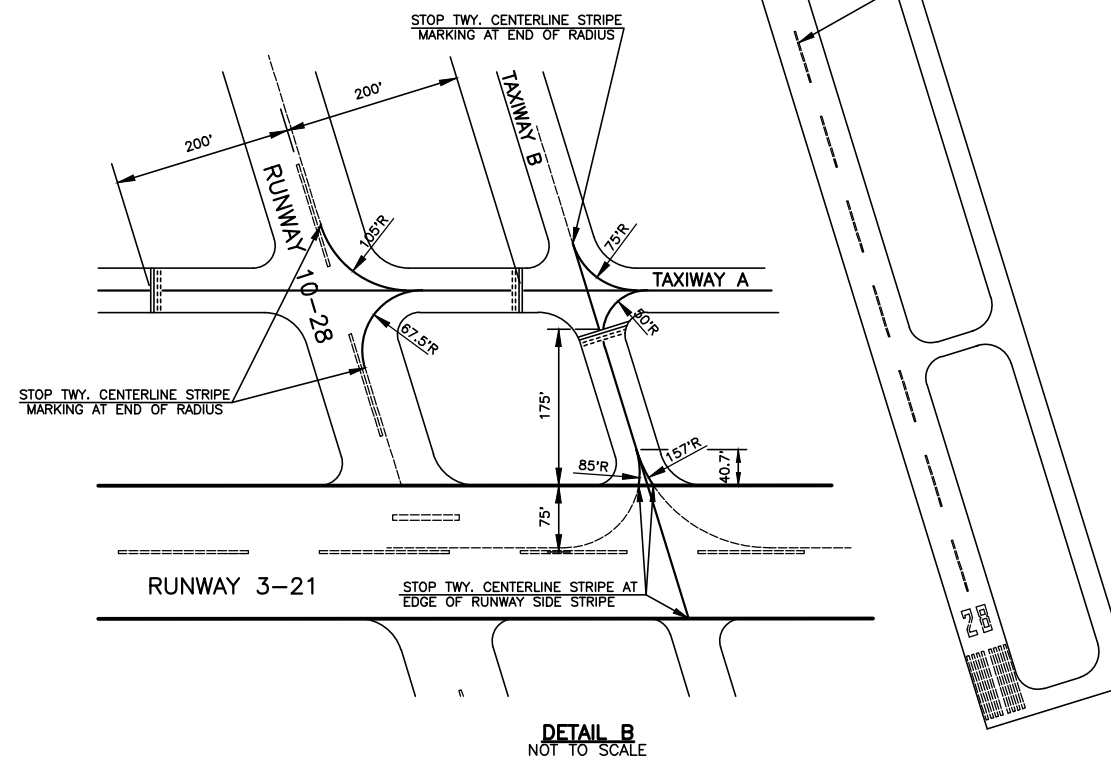 STOP TWY. CENTERLINE STRIPE
MARKING AT END OF RADIUS
200'
200'
TAXIWAY B
RUNWAY 10-28
105'R
75'R
TAXIWAY A
67.5'R
50'R
STOP TWY. CENTERLINE STRIPE
MARKING AT END OF RADIUS
175'
85'R
157'R
40.7'
75'
RUNWAY 3-21
STOP TWY. CENTERLINE STRIPE AT
EDGE OF RUNWAY SIDE STRIPE
28
DETAIL B
NOT TO SCALE